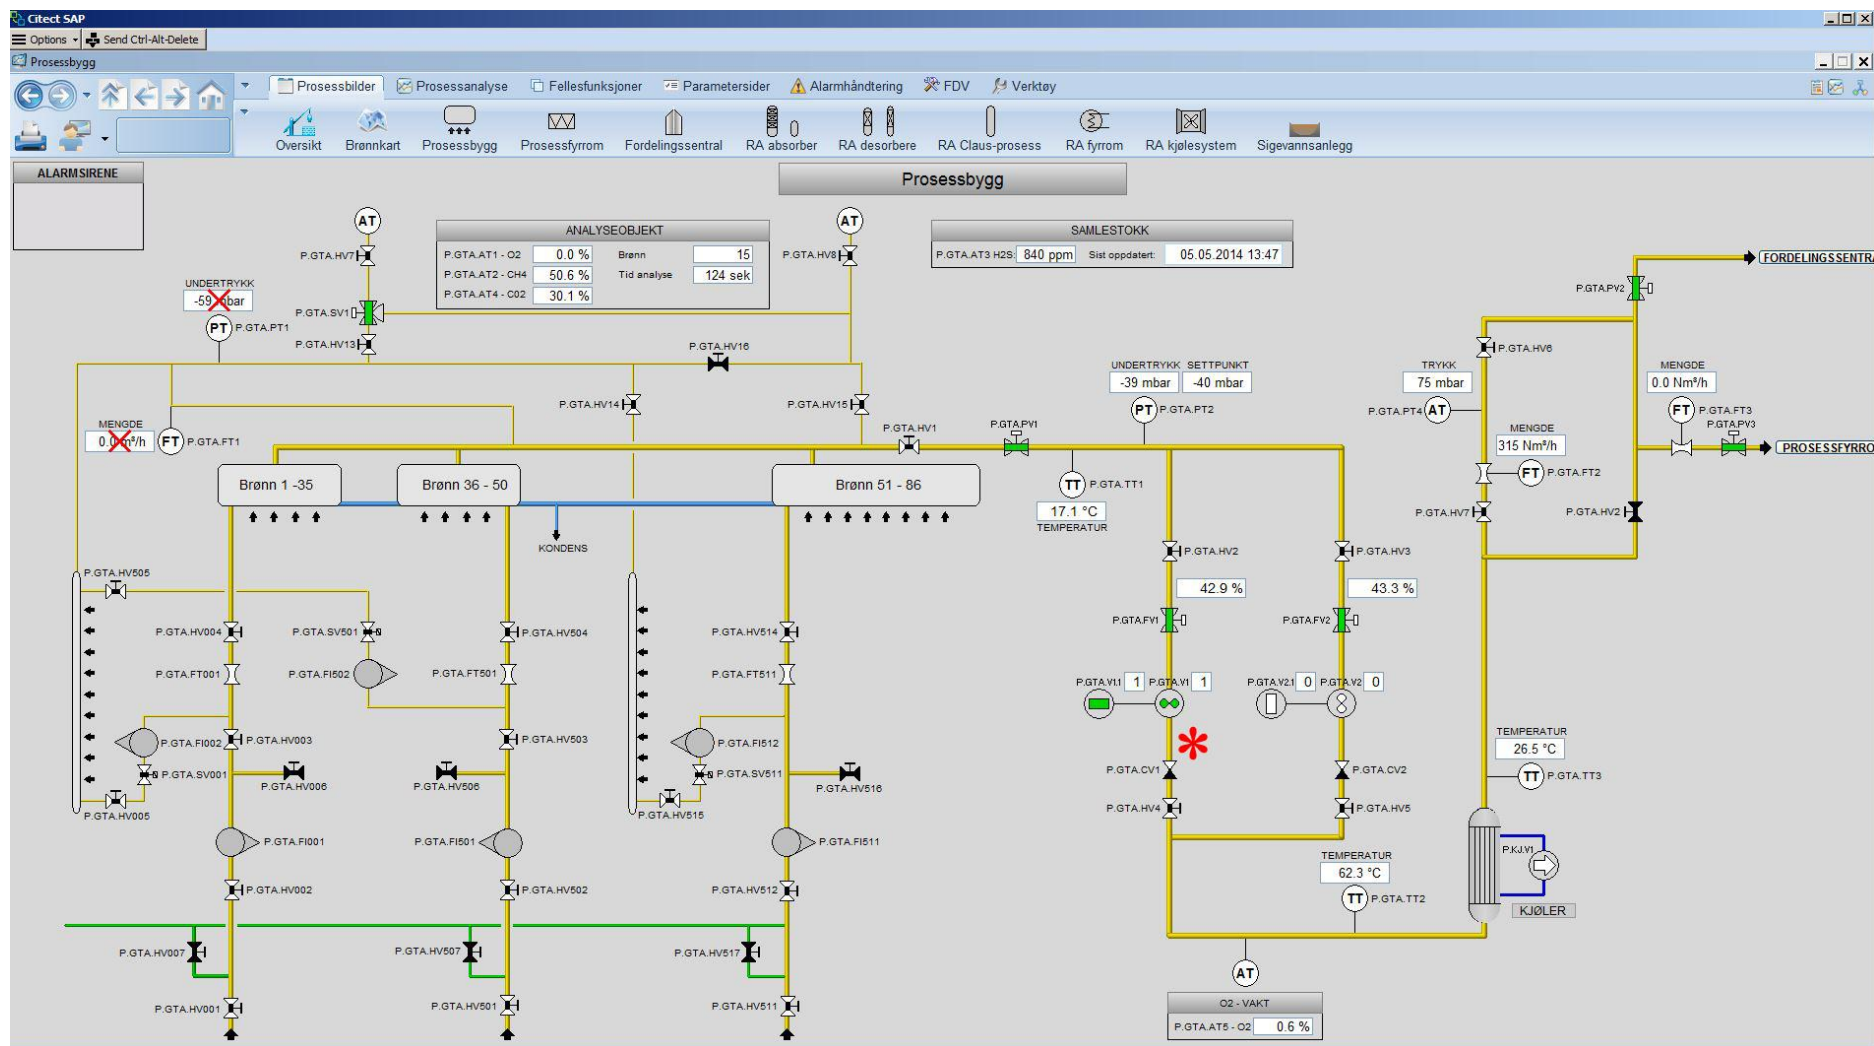 Citect SAP
Options
Send Ctrl-Alt-Delete
Prosessbygg
Prosessbilder
Prosessanalyse
Fellesfunksjoner
Parametersider
Alarmhåndtering
FDV
Verktøy
Oversikt
Brønnkart
Prosessbygg
Prosessfyrrom
Fordelingssentral
RA absorber
RA desorbere
RA Claus-prosess
RA fyrrom
RA kjølesystem
Sigevannsanlegg
ALARMSIRENE
Prosessbygg
AT
P.GTA.HV7
ANALYSEOBJEKT
P.GTA.AT1 - O2 0.0 % Brønn 15
P.GTA.AT2 - CH4 50.6 % Tid analyse 124 sek
P.GTA.AT4 - C02 30.1 %
AT
P.GTA.HV8
SAMLESTOKK
P.GTA.AT3 H2S: 840 ppm Sist oppdatert: 05.05.2014 13:47
FORDELINGSSENTRA
P.GTA.PV2
UNDERTRYKK
-59 mbar
PT P.GTA.PT1
P.GTA.SV1
P.GTA.HV13
P.GTA.HV16
P.GTA.HV14
P.GTA.HV15
MENGDE
0.0 m³/h
FT P.GTA.FT1
P.GTA.HV1
P.GTA.PV1
UNDERTRYKK SETTPUNKT
-39 mbar -40 mbar
PT P.GTA.PT2
TT P.GTA.TT1
17.1 °C
TEMPERATUR
P.GTA.HV6
TRYKK
75 mbar
P.GTA.PT4 AT
MENGDE
315 Nm³/h
FT P.GTA.FT2
MENGDE
0.0 Nm³/h
FT P.GTA.FT3
P.GTA.PV3
PROSESSFYRRO
P.GTA.HV7
P.GTA.HV2
Brønn 1 -35
Brønn 36 - 50
Brønn 51 - 86
KONDENS
P.GTA.HV505
P.GTA.HV004
P.GTA.SV501
P.GTA.HV504
P.GTA.HV514
P.GTA.FT001
P.GTA.FI502
P.GTA.FT501
P.GTA.FT511
P.GTA.FI002
P.GTA.HV003
P.GTA.HV503
P.GTA.FI512
P.GTA.SV001
P.GTA.HV006
P.GTA.HV506
P.GTA.SV511
P.GTA.HV516
P.GTA.HV005
P.GTA.HV515
P.GTA.FI001
P.GTA.FI501
P.GTA.FI511
P.GTA.HV002
P.GTA.HV502
P.GTA.HV512
P.GTA.HV007
P.GTA.HV507
P.GTA.HV517
P.GTA.HV001
P.GTA.HV501
P.GTA.HV511
P.GTA.HV2
P.GTA.HV3
42.9 %
43.3 %
P.GTA.FV1
P.GTA.FV2
P.GTA.V1.1 1 P.GTA.V1 1
P.GTA.V2.1 0 P.GTA.V2 0
*
P.GTA.CV1
P.GTA.CV2
P.GTA.HV4
P.GTA.HV5
TEMPERATUR
26.5 °C
TT P.GTA.TT3
P.KJ.V1
KJØLER
TEMPERATUR
62.3 °C
TT P.GTA.TT2
AT
O2 - VAKT
P.GTA.AT5 - O2 0.6 %